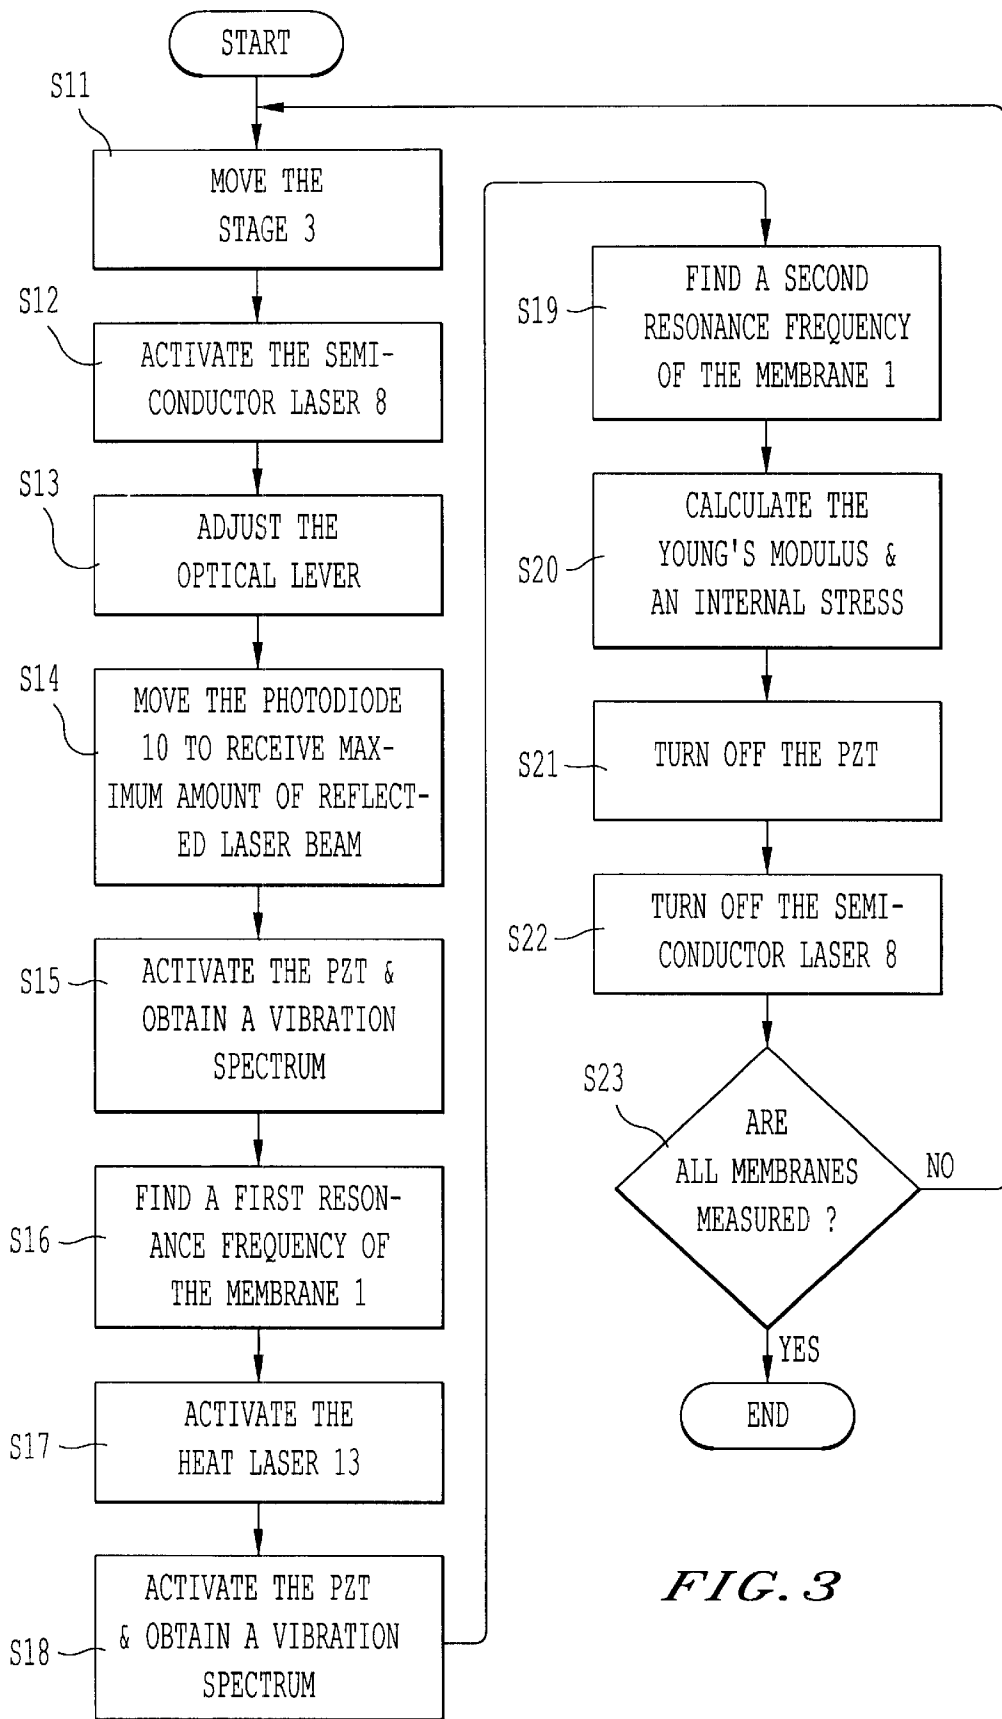 START
S11
MOVE THE
STAGE 3
S12
ACTIVATE THE SEMI-
CONDUCTOR LASER 8
S13
ADJUST THE
OPTICAL LEVER
S14
MOVE THE PHOTODIODE
10 TO RECEIVE MAX-
IMUM AMOUNT OF REFLECT-
ED LASER BEAM
S15
ACTIVATE THE PZT &
OBTAIN A VIBRATION
SPECTRUM
S16
FIND A FIRST RESON-
ANCE FREQUENCY OF
THE MEMBRANE 1
S17
ACTIVATE THE
HEAT LASER 13
S18
ACTIVATE THE PZT
& OBTAIN A VIBRATION
SPECTRUM
S19
FIND A SECOND
RESONANCE FREQUENCY
OF THE MEMBRANE 1
S20
CALCULATE THE
YOUNG'S MODULUS &
AN INTERNAL STRESS
S21
TURN OFF THE PZT
S22
TURN OFF THE SEMI-
CONDUCTOR LASER 8
S23
ARE
ALL MEMBRANES
MEASURED ?
NO
YES
END
FIG. 3